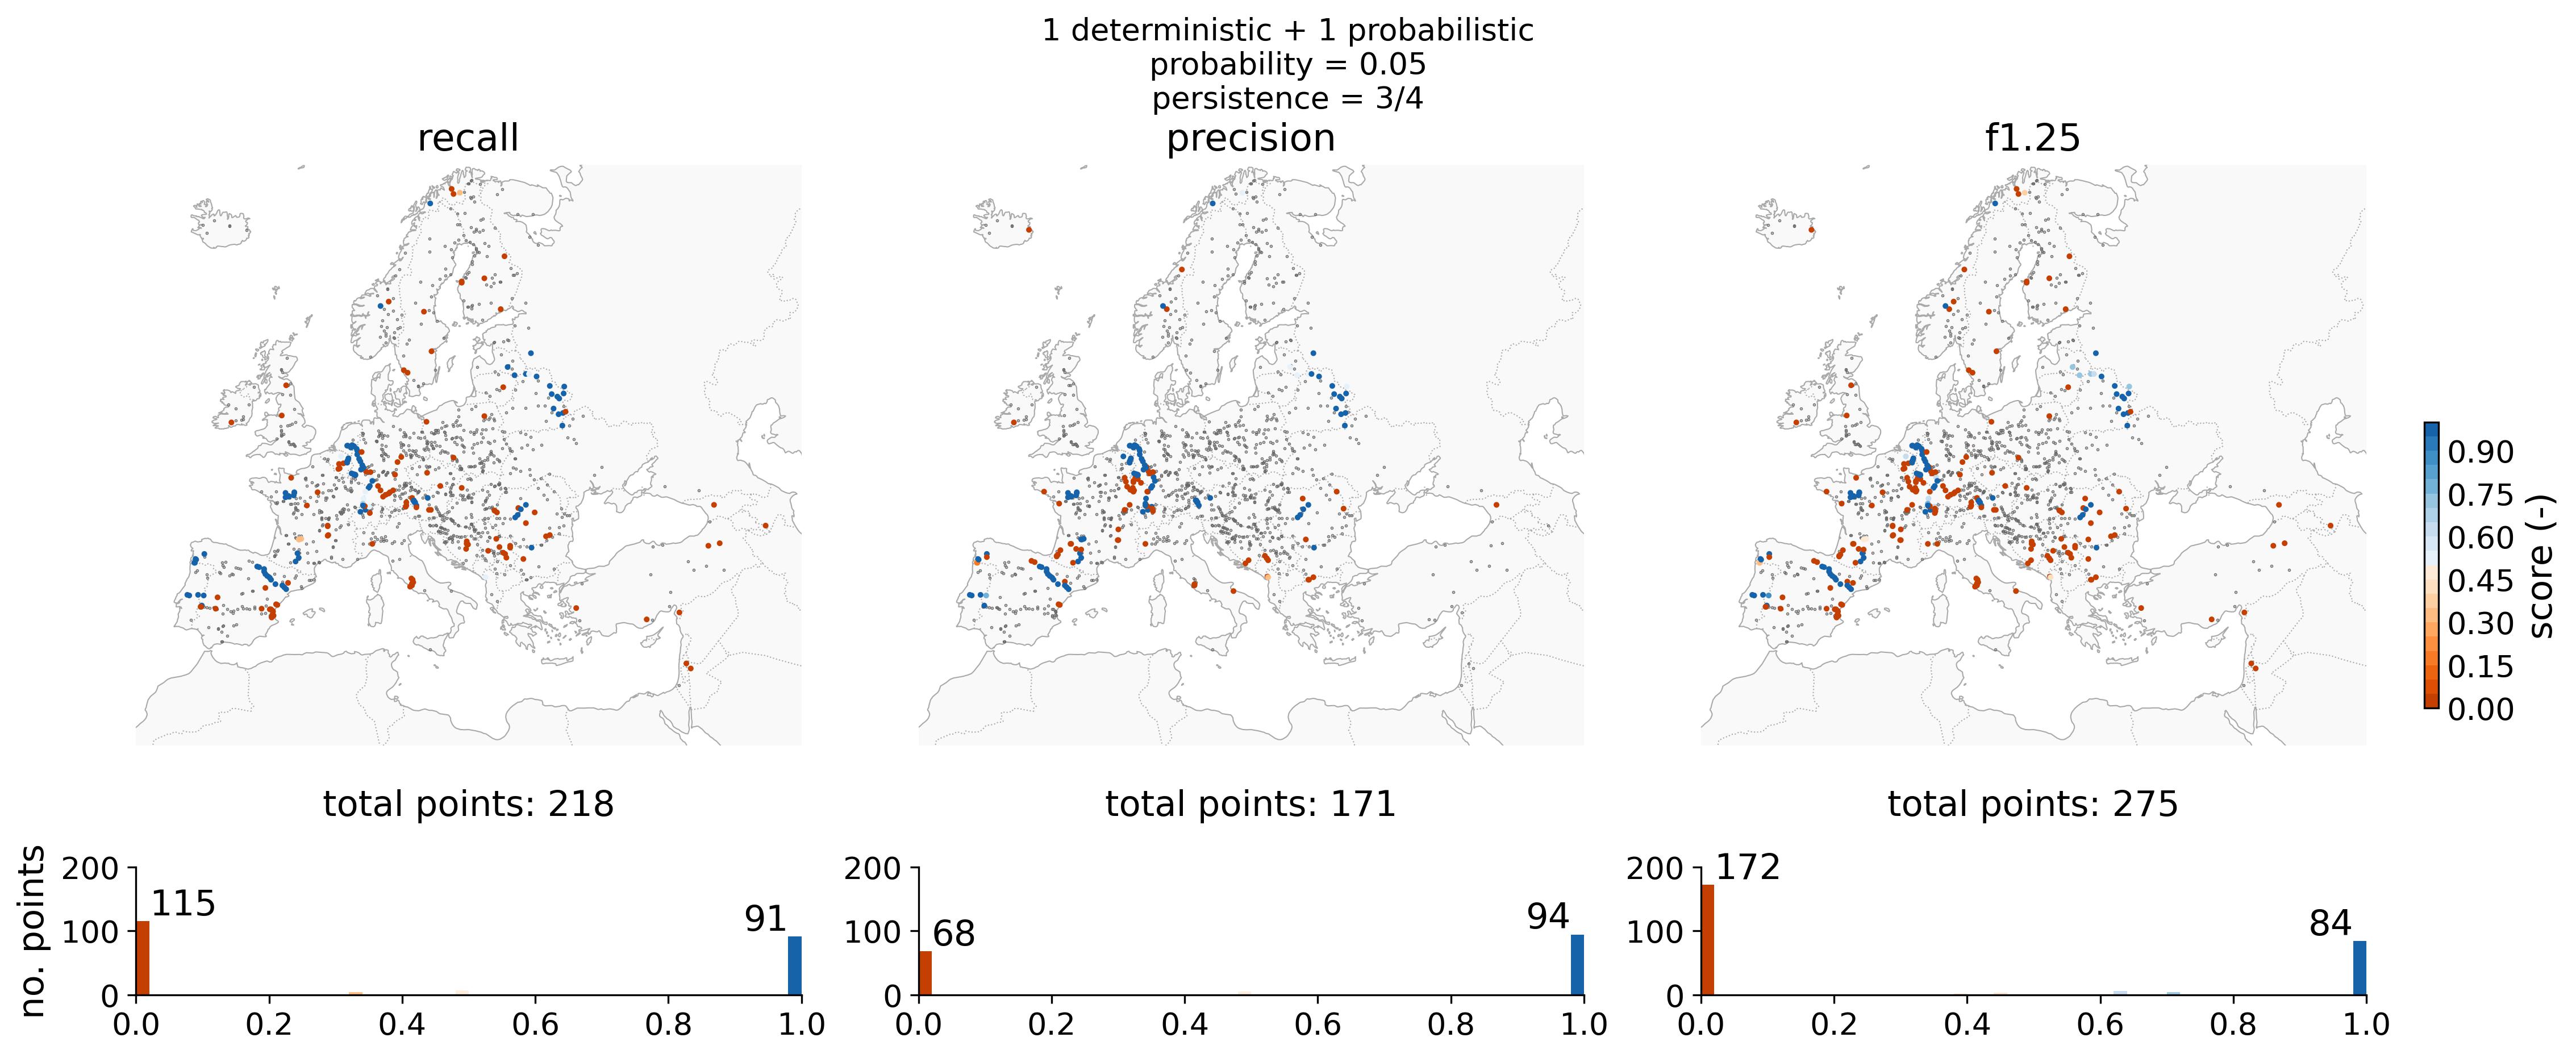 1 deterministic + 1 probabilistic
probability = 0.05
persistence = 3/4
recall
precision
f1.25
0.90
0.75
0.60
0.45
0.30
0.15
0.00
score (-)
total points: 218
total points: 171
total points: 275
no. points
200
100
0
115
91
0.0 0.2 0.4 0.6 0.8 1.0
200
100
0
68
94
0.0 0.2 0.4 0.6 0.8 1.0
200
100
0
172
84
0.0 0.2 0.4 0.6 0.8 1.0